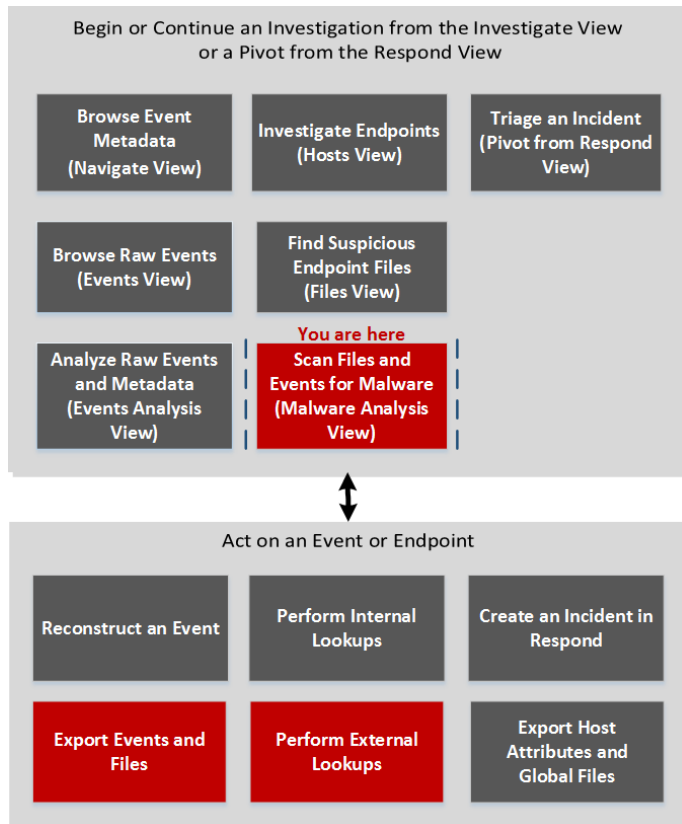 Begin or Continue an Investigation from the Investigate View
or a Pivot from the Respond View
Browse Event
Metadata
(Navigate View)
Investigate Endpoints
(Hosts View)
Triage an Incident
(Pivot from Respond
View)
Browse Raw Events
(Events View)
Find Suspicious
Endpoint Files
(Files View)
Analyze Raw Events
and Metadata
(Events Analysis
View)
You are here
Scan Files and
Events for Malware
(Malware Analysis
View)
Act on an Event or Endpoint
Reconstruct an Event
Perform Internal
Lookups
Create an Incident in
Respond
Export Events and
Files
Perform External
Lookups
Export Host
Attributes and
Global Files